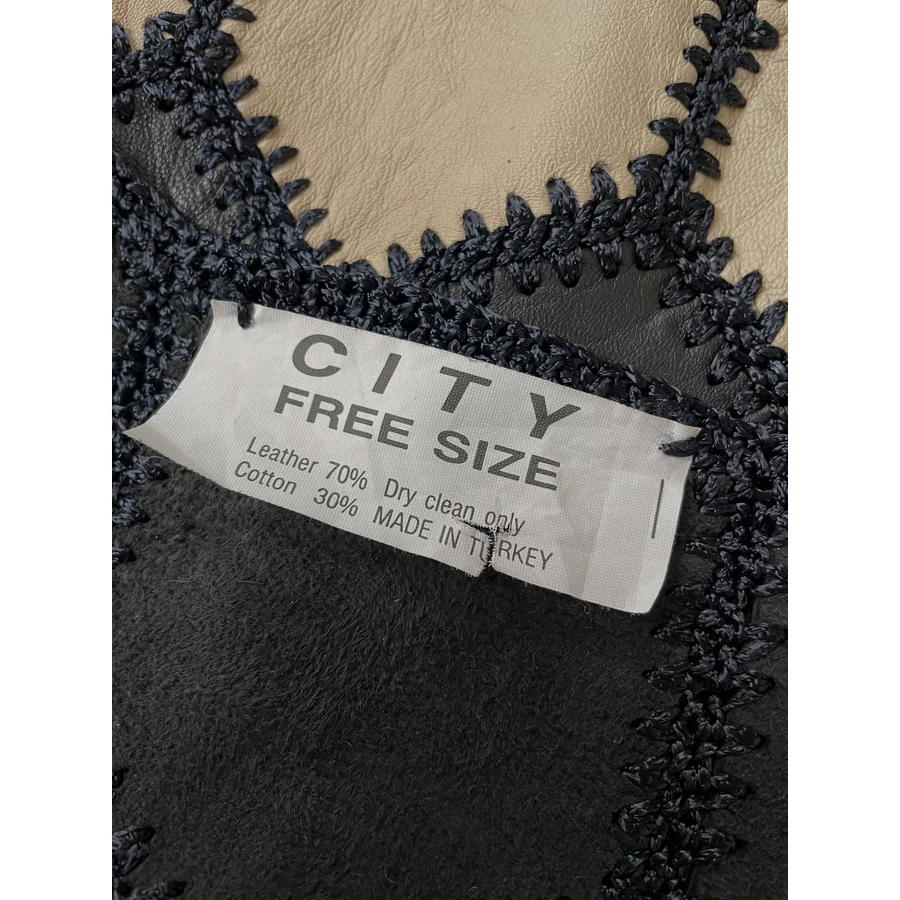 CITY
FREE SIZE
Leather 70% Dry clean only
Cotton 30% MADE IN TURKEY